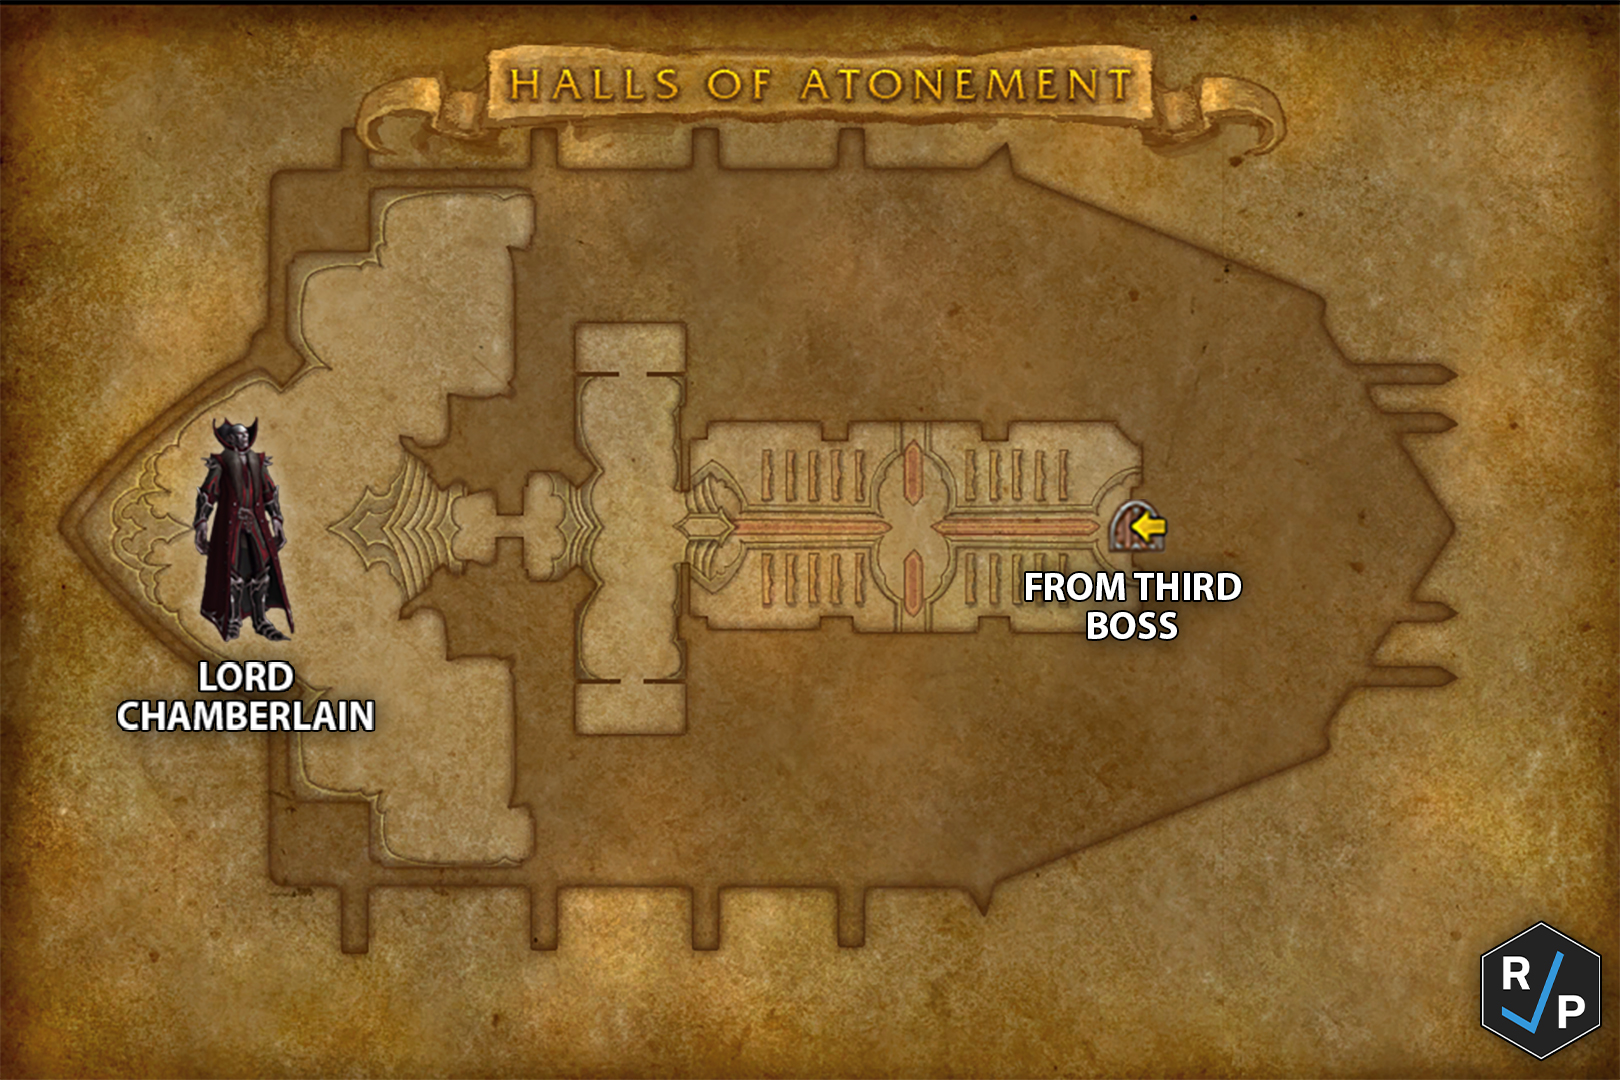 HALLS OF ATONEMENT
FROM THIRD
BOSS
LORD
CHAMBERLAIN
R
P